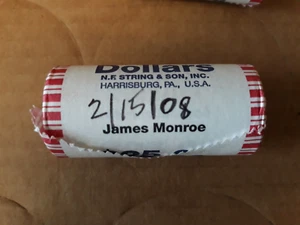 Dollars
N.F. STRING & SON, INC.
HARRISBURG, PA., U.S.A.
2/15/08
James Monroe